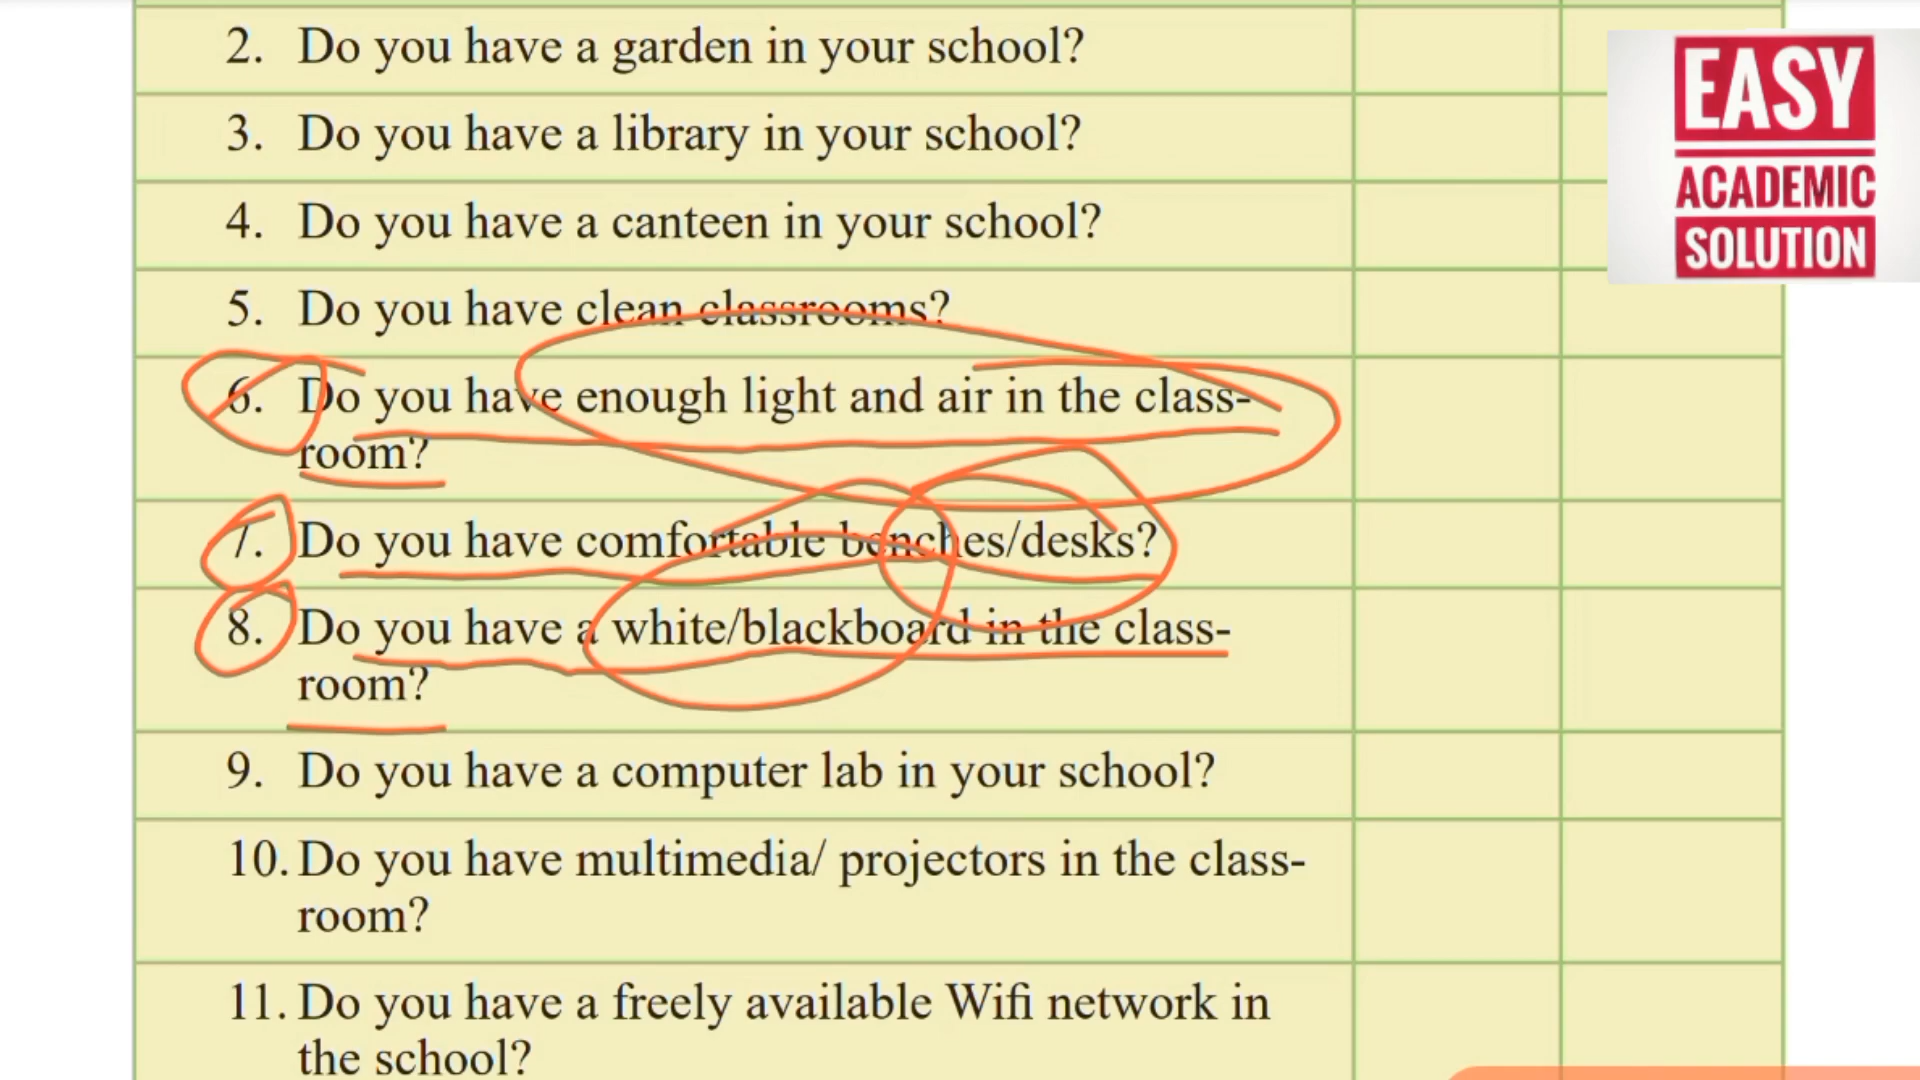 2. Do you have a garden in your school?
3. Do you have a library in your school?
4. Do you have a canteen in your school?
5. Do you have clean classrooms?
6. Do you have enough light and air in the class-
room?
7. Do you have comfortable benches/desks?
8. Do you have a white/blackboard in the class-
room?
9. Do you have a computer lab in your school?
10. Do you have multimedia/ projectors in the class-
room?
11. Do you have a freely available Wifi network in
the school?
EASY
ACADEMIC
SOLUTION